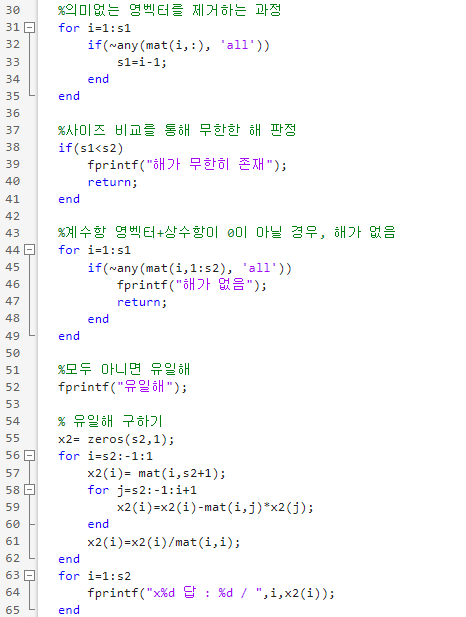 30 %의미없는 영벡터를 제거하는 과정
31 for i=1:s1
32 if(~any(mat(i,:), 'all'))
33 s1=i-1;
34 end
35 end
36
37 %사이즈 비교를 통해 무한한 해 판정
38 if(s1<s2)
39 fprintf("해가 무한히 존재");
40 return;
41 end
42
43 %계수항 영벡터+상수항이 0이 아닐 경우, 해가 없음
44 for i=1:s1
45 if(~any(mat(i,1:s2), 'all'))
46 fprintf("해가 없음");
47 return;
48 end
49 end
50
51 %모두 아니면 유일해
52 fprintf("유일해");
53
54 % 유일해 구하기
55 x2= zeros(s2,1);
56 for i=s2:-1:1
57 x2(i)= mat(i,s2+1);
58 for j=s2:-1:i+1
59 x2(i)=x2(i)-mat(i,j)*x2(j);
60 end
61 x2(i)=x2(i)/mat(i,i);
62 end
63 for i=1:s2
64 fprintf("x%d 답 : %d / ",i,x2(i));
65 end